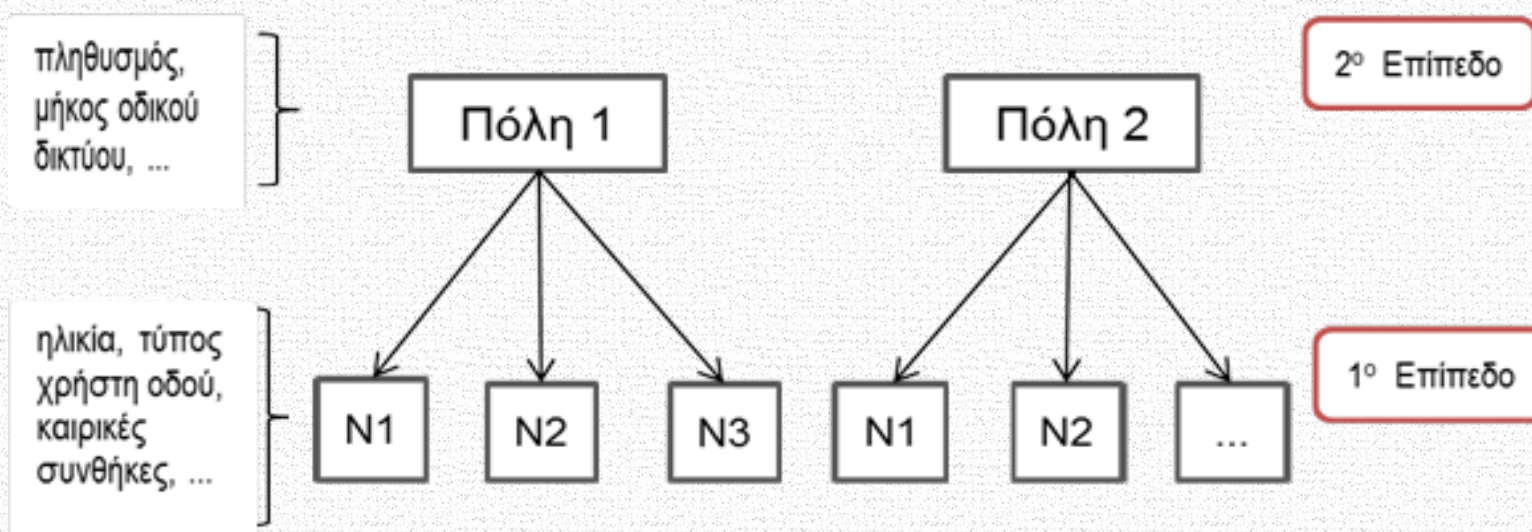 πληθυσμός,
μήκος οδικού
δικτύου, ...
Πόλη 1
Πόλη 2
2ο Επίπεδο
ηλικία, τύπος
χρήστη οδού,
καιρικές
συνθήκες, ...
N1
N2
N3
N1
N2
...
1ο Επίπεδο